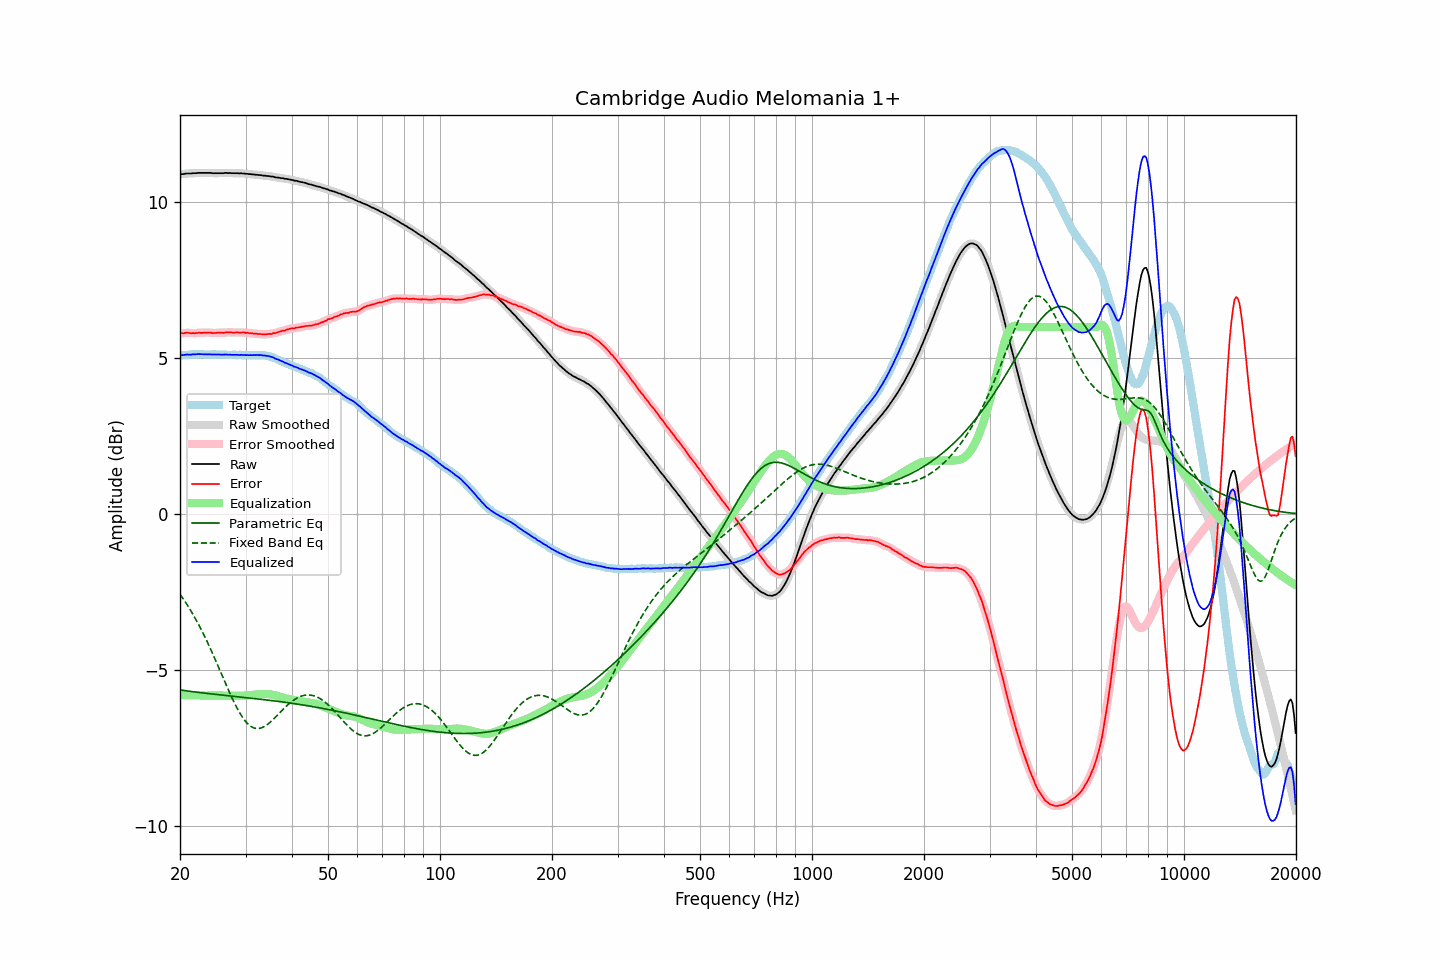 Cambridge Audio Melomania 1+
Amplitude (dBr)
10
5
0
−5
−10
Target
Raw Smoothed
Error Smoothed
Raw
Error
Equalization
Parametric Eq
Fixed Band Eq
Equalized
20 50 100 200 500 1000 2000 5000 10000 20000
Frequency (Hz)